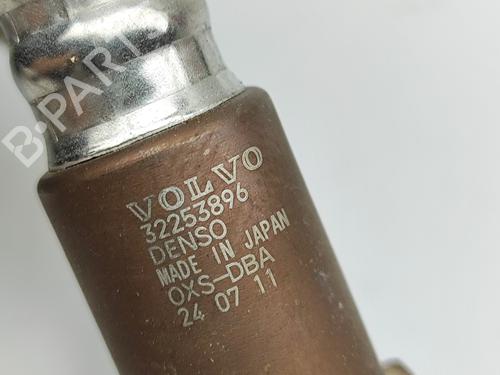 B-PARTS
VOLVO
32253896
DENSO
MADE IN JAPAN
OXS-DBA
24 07 11